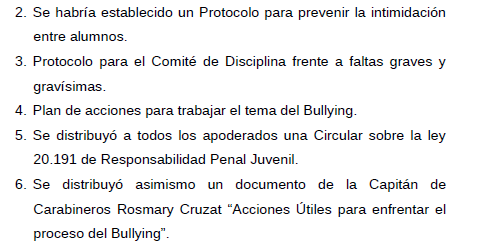 2. Se habría establecido un Protocolo para prevenir la intimidación
entre alumnos.
3. Protocolo para el Comité de Disciplina frente a faltas graves y
gravísimas.
4. Plan de acciones para trabajar el tema del Bullying.
5. Se distribuyó a todos los apoderados una Circular sobre la ley
20.191 de Responsabilidad Penal Juvenil.
6. Se distribuyó asimismo un documento de la Capitán de
Carabineros Rosmary Cruzat “Acciones Útiles para enfrentar el
proceso del Bullying”.